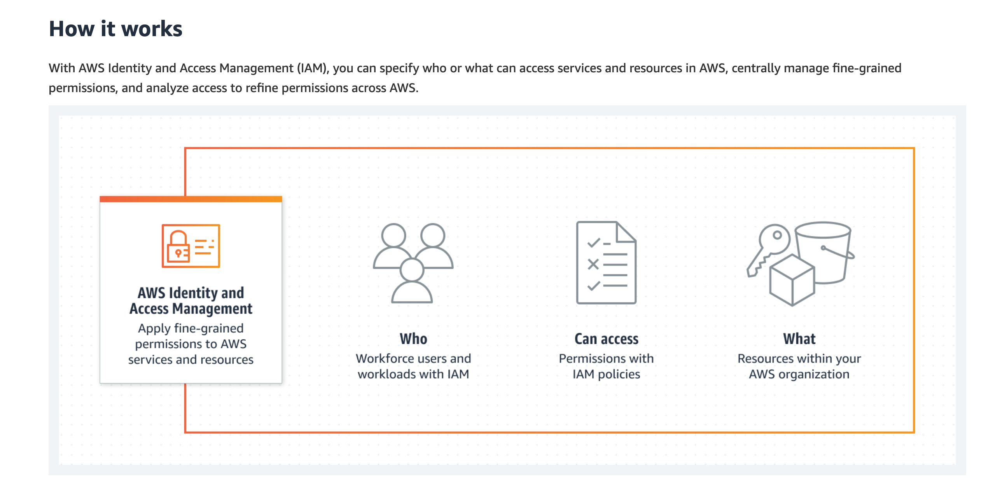 How it works
With AWS Identity and Access Management (IAM), you can specify who or what can access services and resources in AWS, centrally manage fine-grained
permissions, and analyze access to refine permissions across AWS.
AWS Identity and
Access Management
Apply fine-grained
permissions to AWS
services and resources
Who
Workforce users and
workloads with IAM
Can access
Permissions with
IAM policies
What
Resources within your
AWS organization